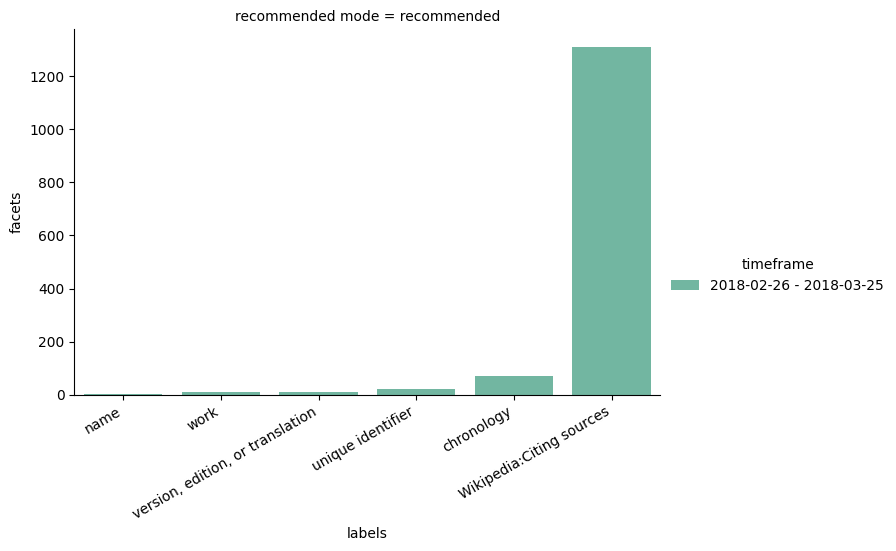 recommended mode = recommended
facets
1200
1000
800
600
400
200
0
name
work
version, edition, or translation
unique identifier
chronology
Wikipedia:Citing sources
labels
timeframe
2018-02-26 - 2018-03-25